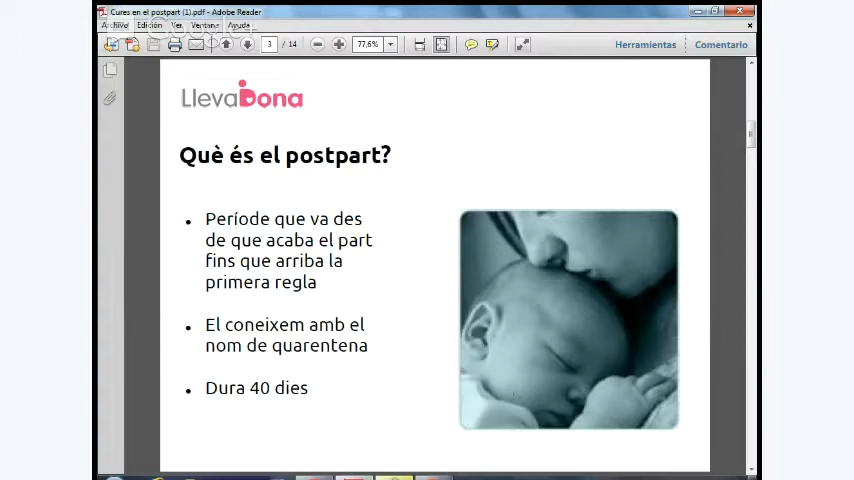 Cures en el postpart (1).pdf - Adobe Reader
Archivo Edición Ver Ventana Ayuda
Google+
3 / 14 77,6% Herramientas Comentario
LlevaDona
Què és el postpart?
• Període que va des
de que acaba el part
fins que arriba la
primera regla
• El coneixem amb el
nom de quarentena
• Dura 40 dies